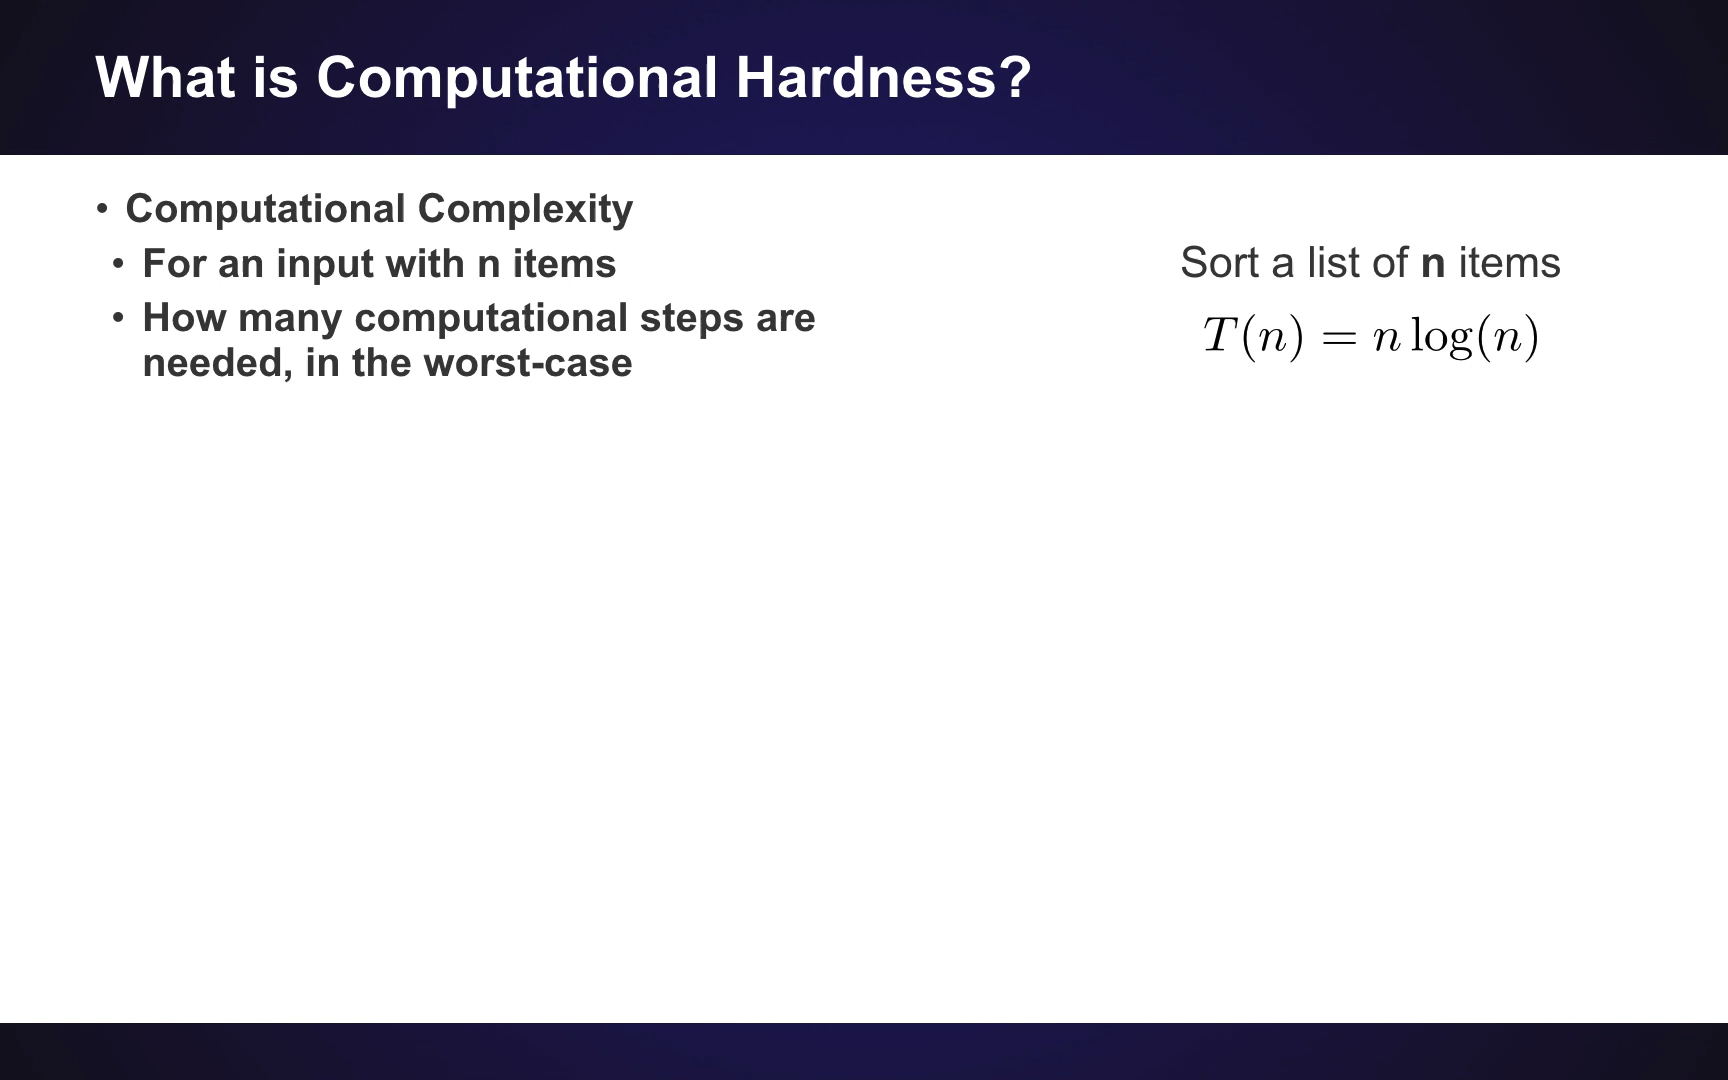 What is Computational Hardness?
• Computational Complexity
• For an input with n items
• How many computational steps are
needed, in the worst-case
Sort a list of n items
T(n) = n log(n)